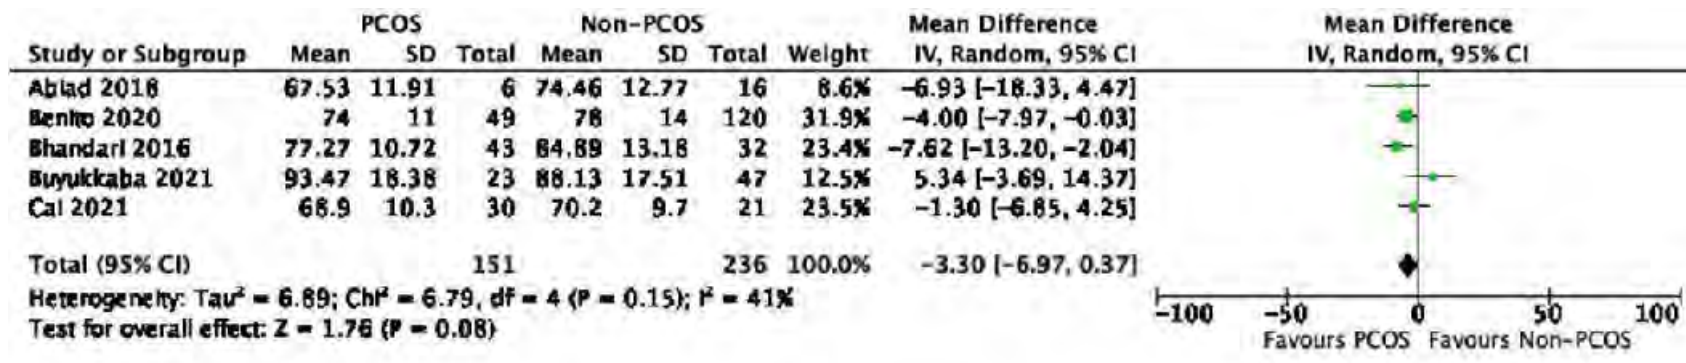 PCOS Non-PCOS Mean Difference Mean Difference
Study or Subgroup Mean SD Total Mean SD Total Weight IV, Random, 95% CI IV, Random, 95% CI
Abiad 2018 67.53 11.91 6 74.46 12.77 16 8.6% -6.93 [-18.33, 4.47]
Benito 2020 74 11 49 78 14 120 31.9% -4.00 [-7.97, -0.03]
Bhandari 2016 77.27 10.72 43 84.89 13.18 32 23.4% -7.62 [-13.20, -2.04]
Buyukkaba 2021 93.47 18.38 23 88.13 17.51 47 12.5% 5.34 [-3.69, 14.37]
Cai 2021 68.9 10.3 30 70.2 9.7 21 23.5% -1.30 [-6.85, 4.25]
Total (95% CI) 151 236 100.0% -3.30 [-6.97, 0.37]
Heterogeneity: Tau² = 6.89; Chi² = 6.79, df = 4 (P = 0.15); I² = 41%
Test for overall effect: Z = 1.76 (P = 0.08)
-100 -50 0 50 100
Favours PCOS Favours Non-PCOS